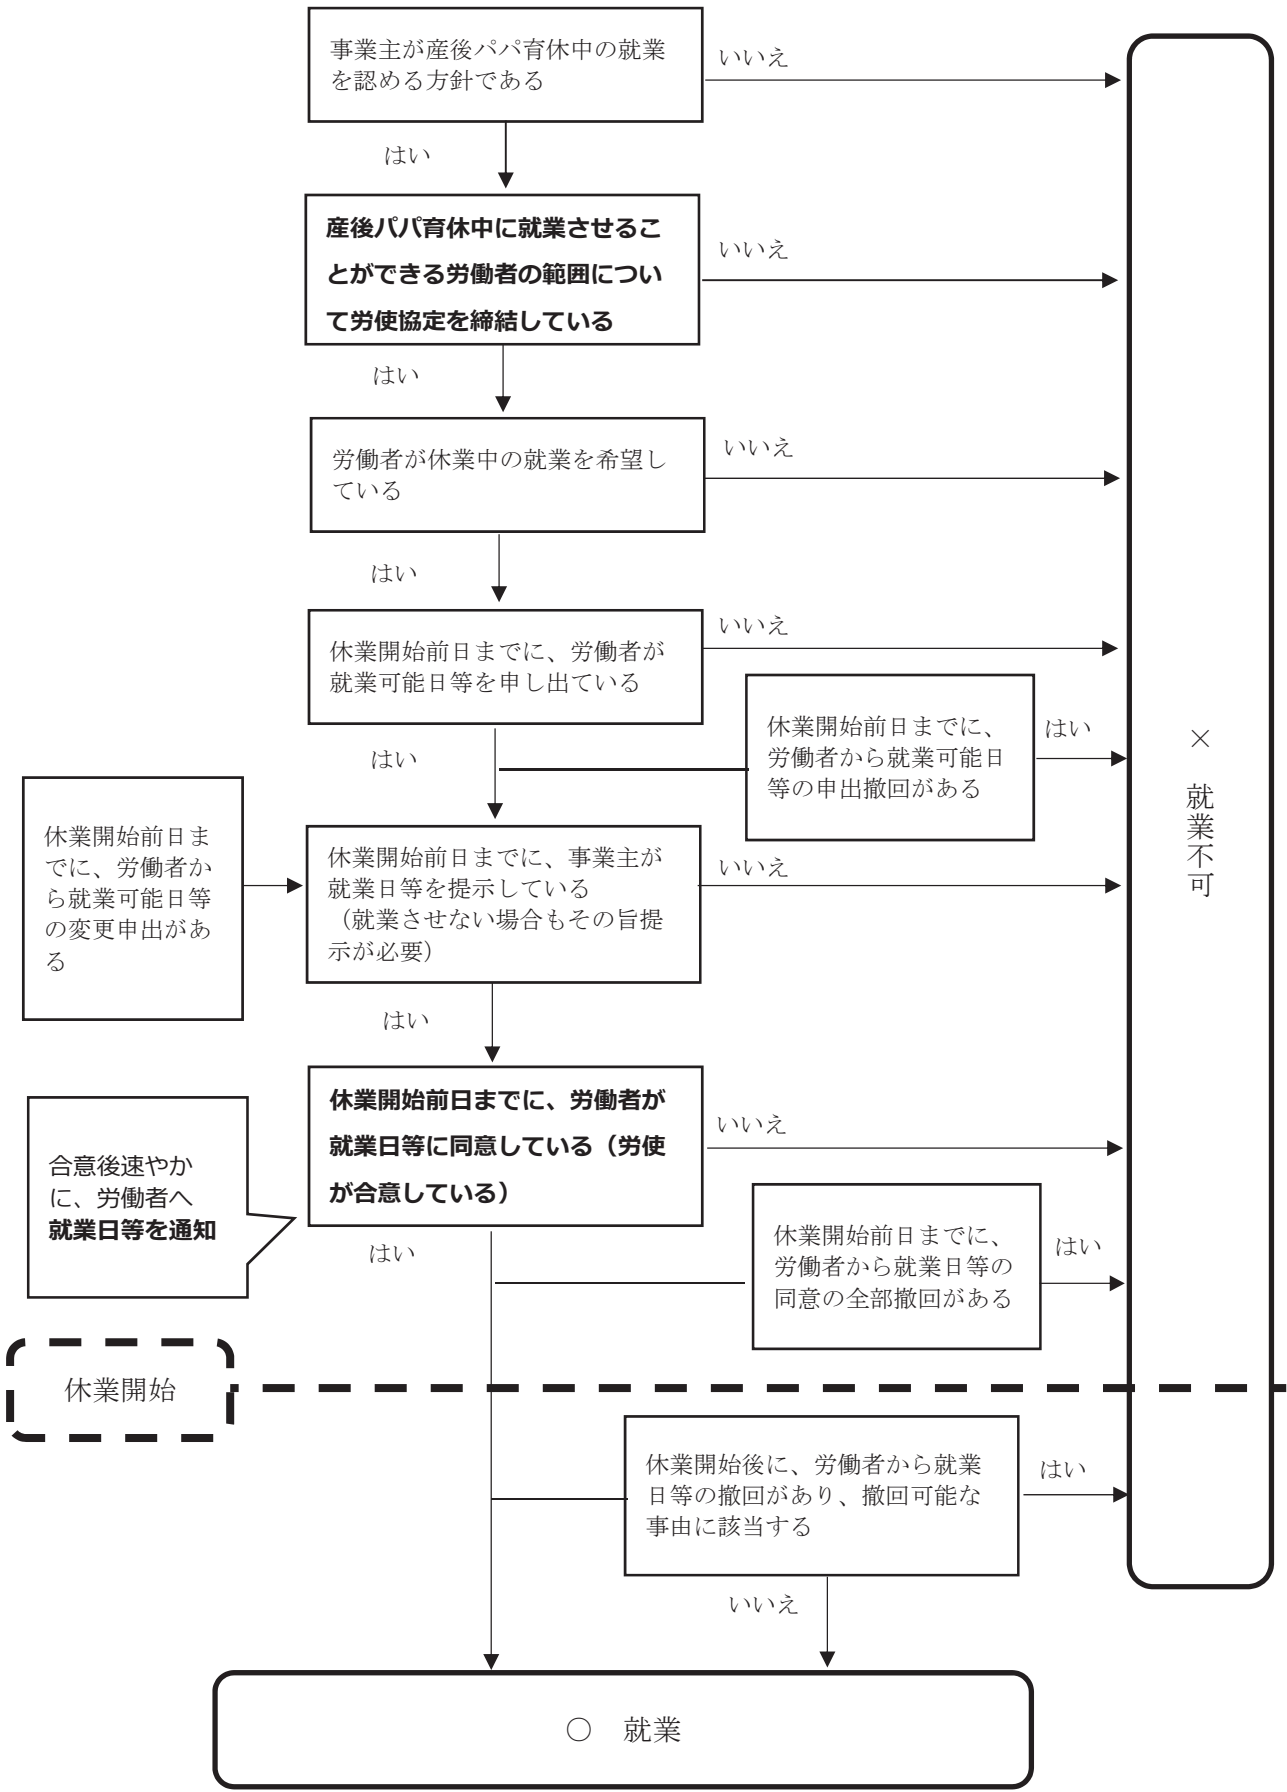 事業主が産後パパ育休中の就業
を認める方針である
いいえ
はい
産後パパ育休中に就業させるこ
とができる労働者の範囲につい
て労使協定を締結している
いいえ
はい
労働者が休業中の就業を希望し
ている
いいえ
はい
休業開始前日までに、労働者が
就業可能日等を申し出ている
いいえ
はい
休業開始前日までに、
労働者から就業可能日
等の申出撤回がある
はい
× 就業不可
休業開始前日ま
でに、労働者か
ら就業可能日等
の変更申出があ
る
休業開始前日までに、事業主が
就業日等を提示している
（就業させない場合もその旨提
示が必要）
いいえ
はい
休業開始前日までに、労働者が
就業日等に同意している（労使
が合意している）
いいえ
はい
合意後速やか
に、労働者へ
就業日等を通知
休業開始前日までに、
労働者から就業日等の
同意の全部撤回がある
はい
休業開始
休業開始後に、労働者から就業
日等の撤回があり、撤回可能な
事由に該当する
はい
いいえ
○ 就業